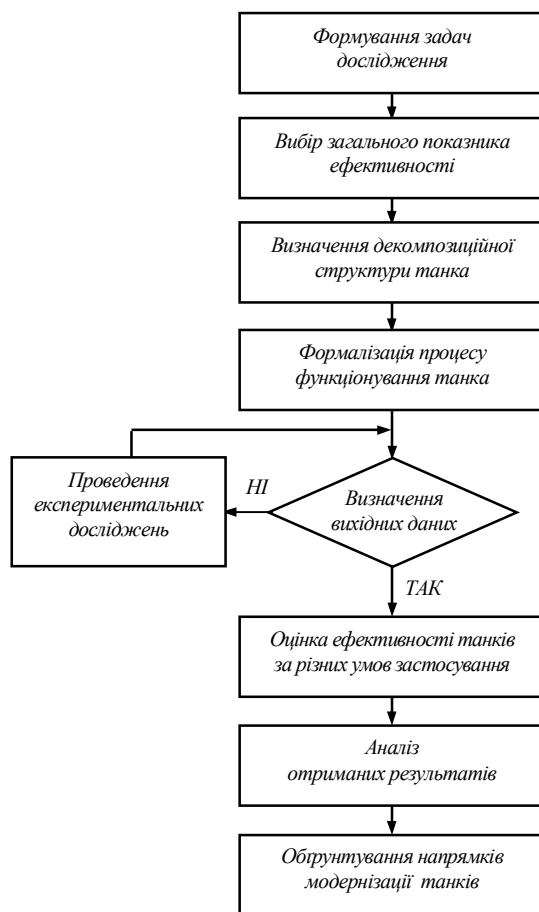 Формування задач
дослідження
Вибір загального показника
ефективності
Визначення декомпозиційної
структури танка
Формалізація процесу
функціонування танка
Проведення
експериментальних
досліджень
НІ
Визначення
вихідних даних
ТАК
Оцінка ефективності танків
за різних умов застосування
Аналіз
отриманих результатів
Обґрунтування напрямків
модернізації танків